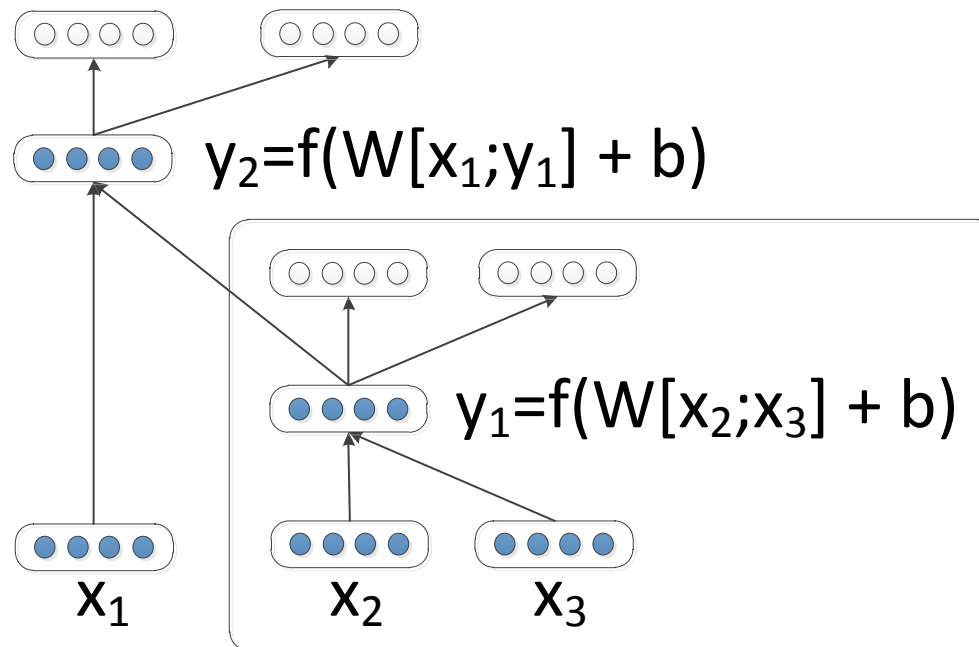 y₂=f(W[x₁;y₁] + b)
y₁=f(W[x₂;x₃] + b)
x₁ x₂ x₃